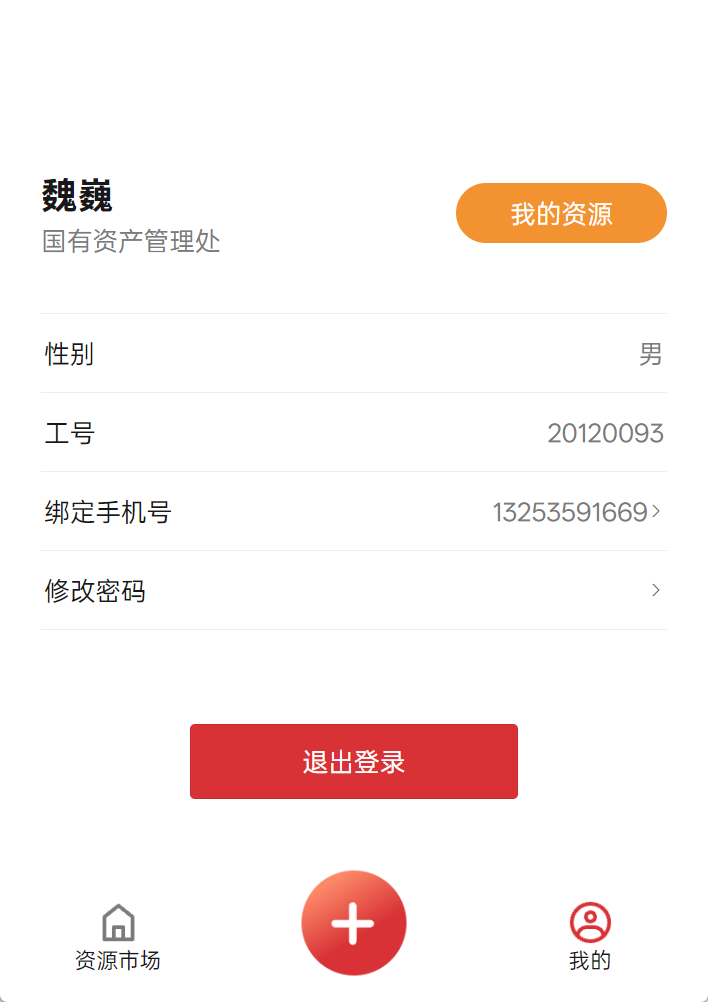 魏巍
国有资产管理处
我的资源
性别 男
工号 20120093
绑定手机号 13253591669
修改密码
退出登录
资源市场 我的